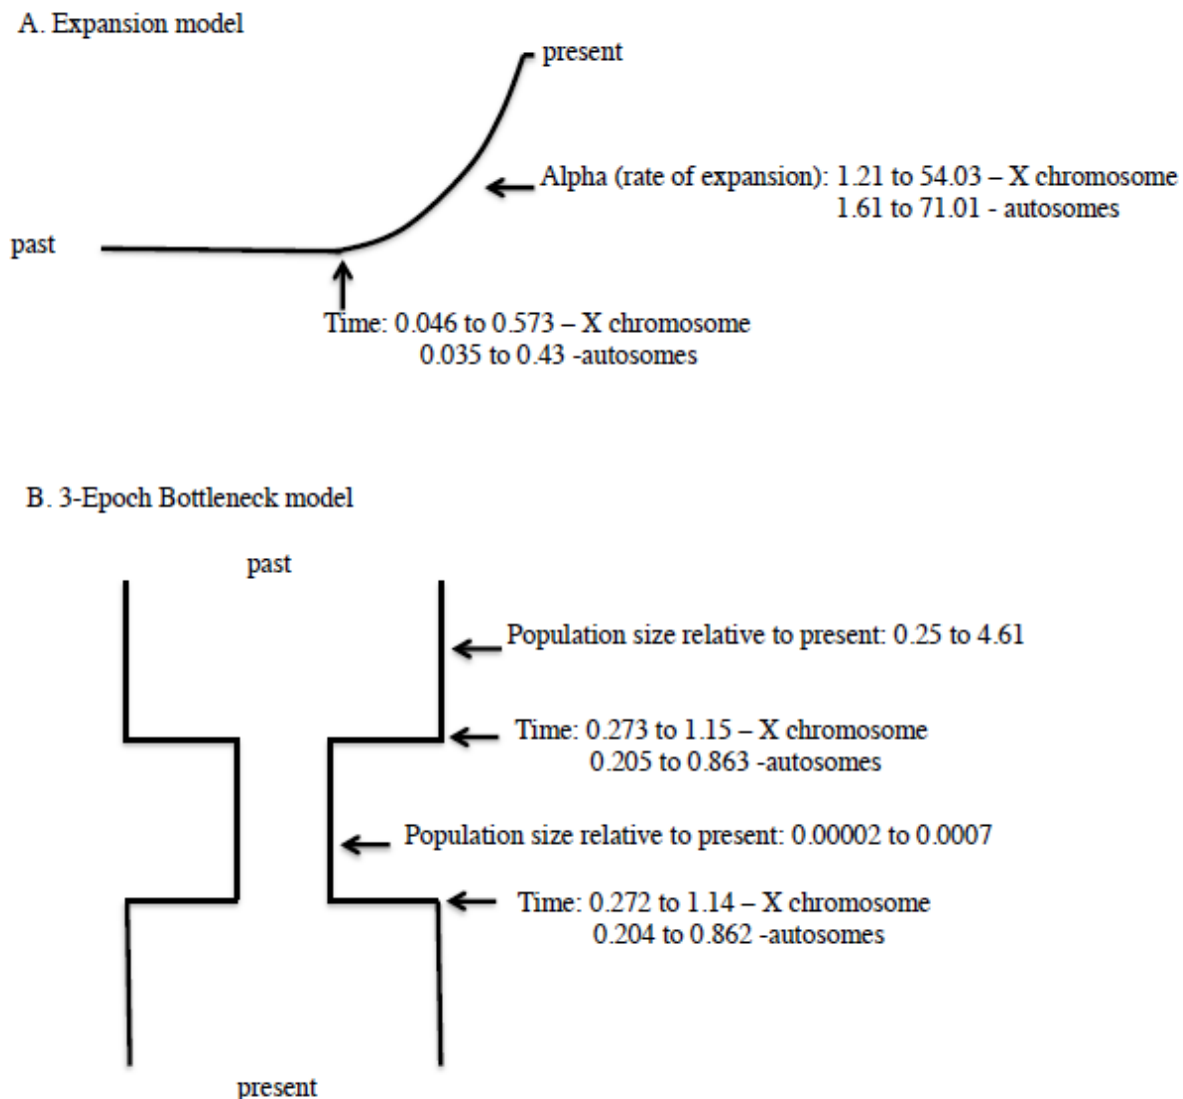 A. Expansion model
present
Alpha (rate of expansion): 1.21 to 54.03 – X chromosome
1.61 to 71.01 - autosomes
past
Time: 0.046 to 0.573 – X chromosome
0.035 to 0.43 -autosomes
B. 3-Epoch Bottleneck model
past
Population size relative to present: 0.25 to 4.61
Time: 0.273 to 1.15 – X chromosome
0.205 to 0.863 -autosomes
Population size relative to present: 0.00002 to 0.0007
Time: 0.272 to 1.14 – X chromosome
0.204 to 0.862 -autosomes
present